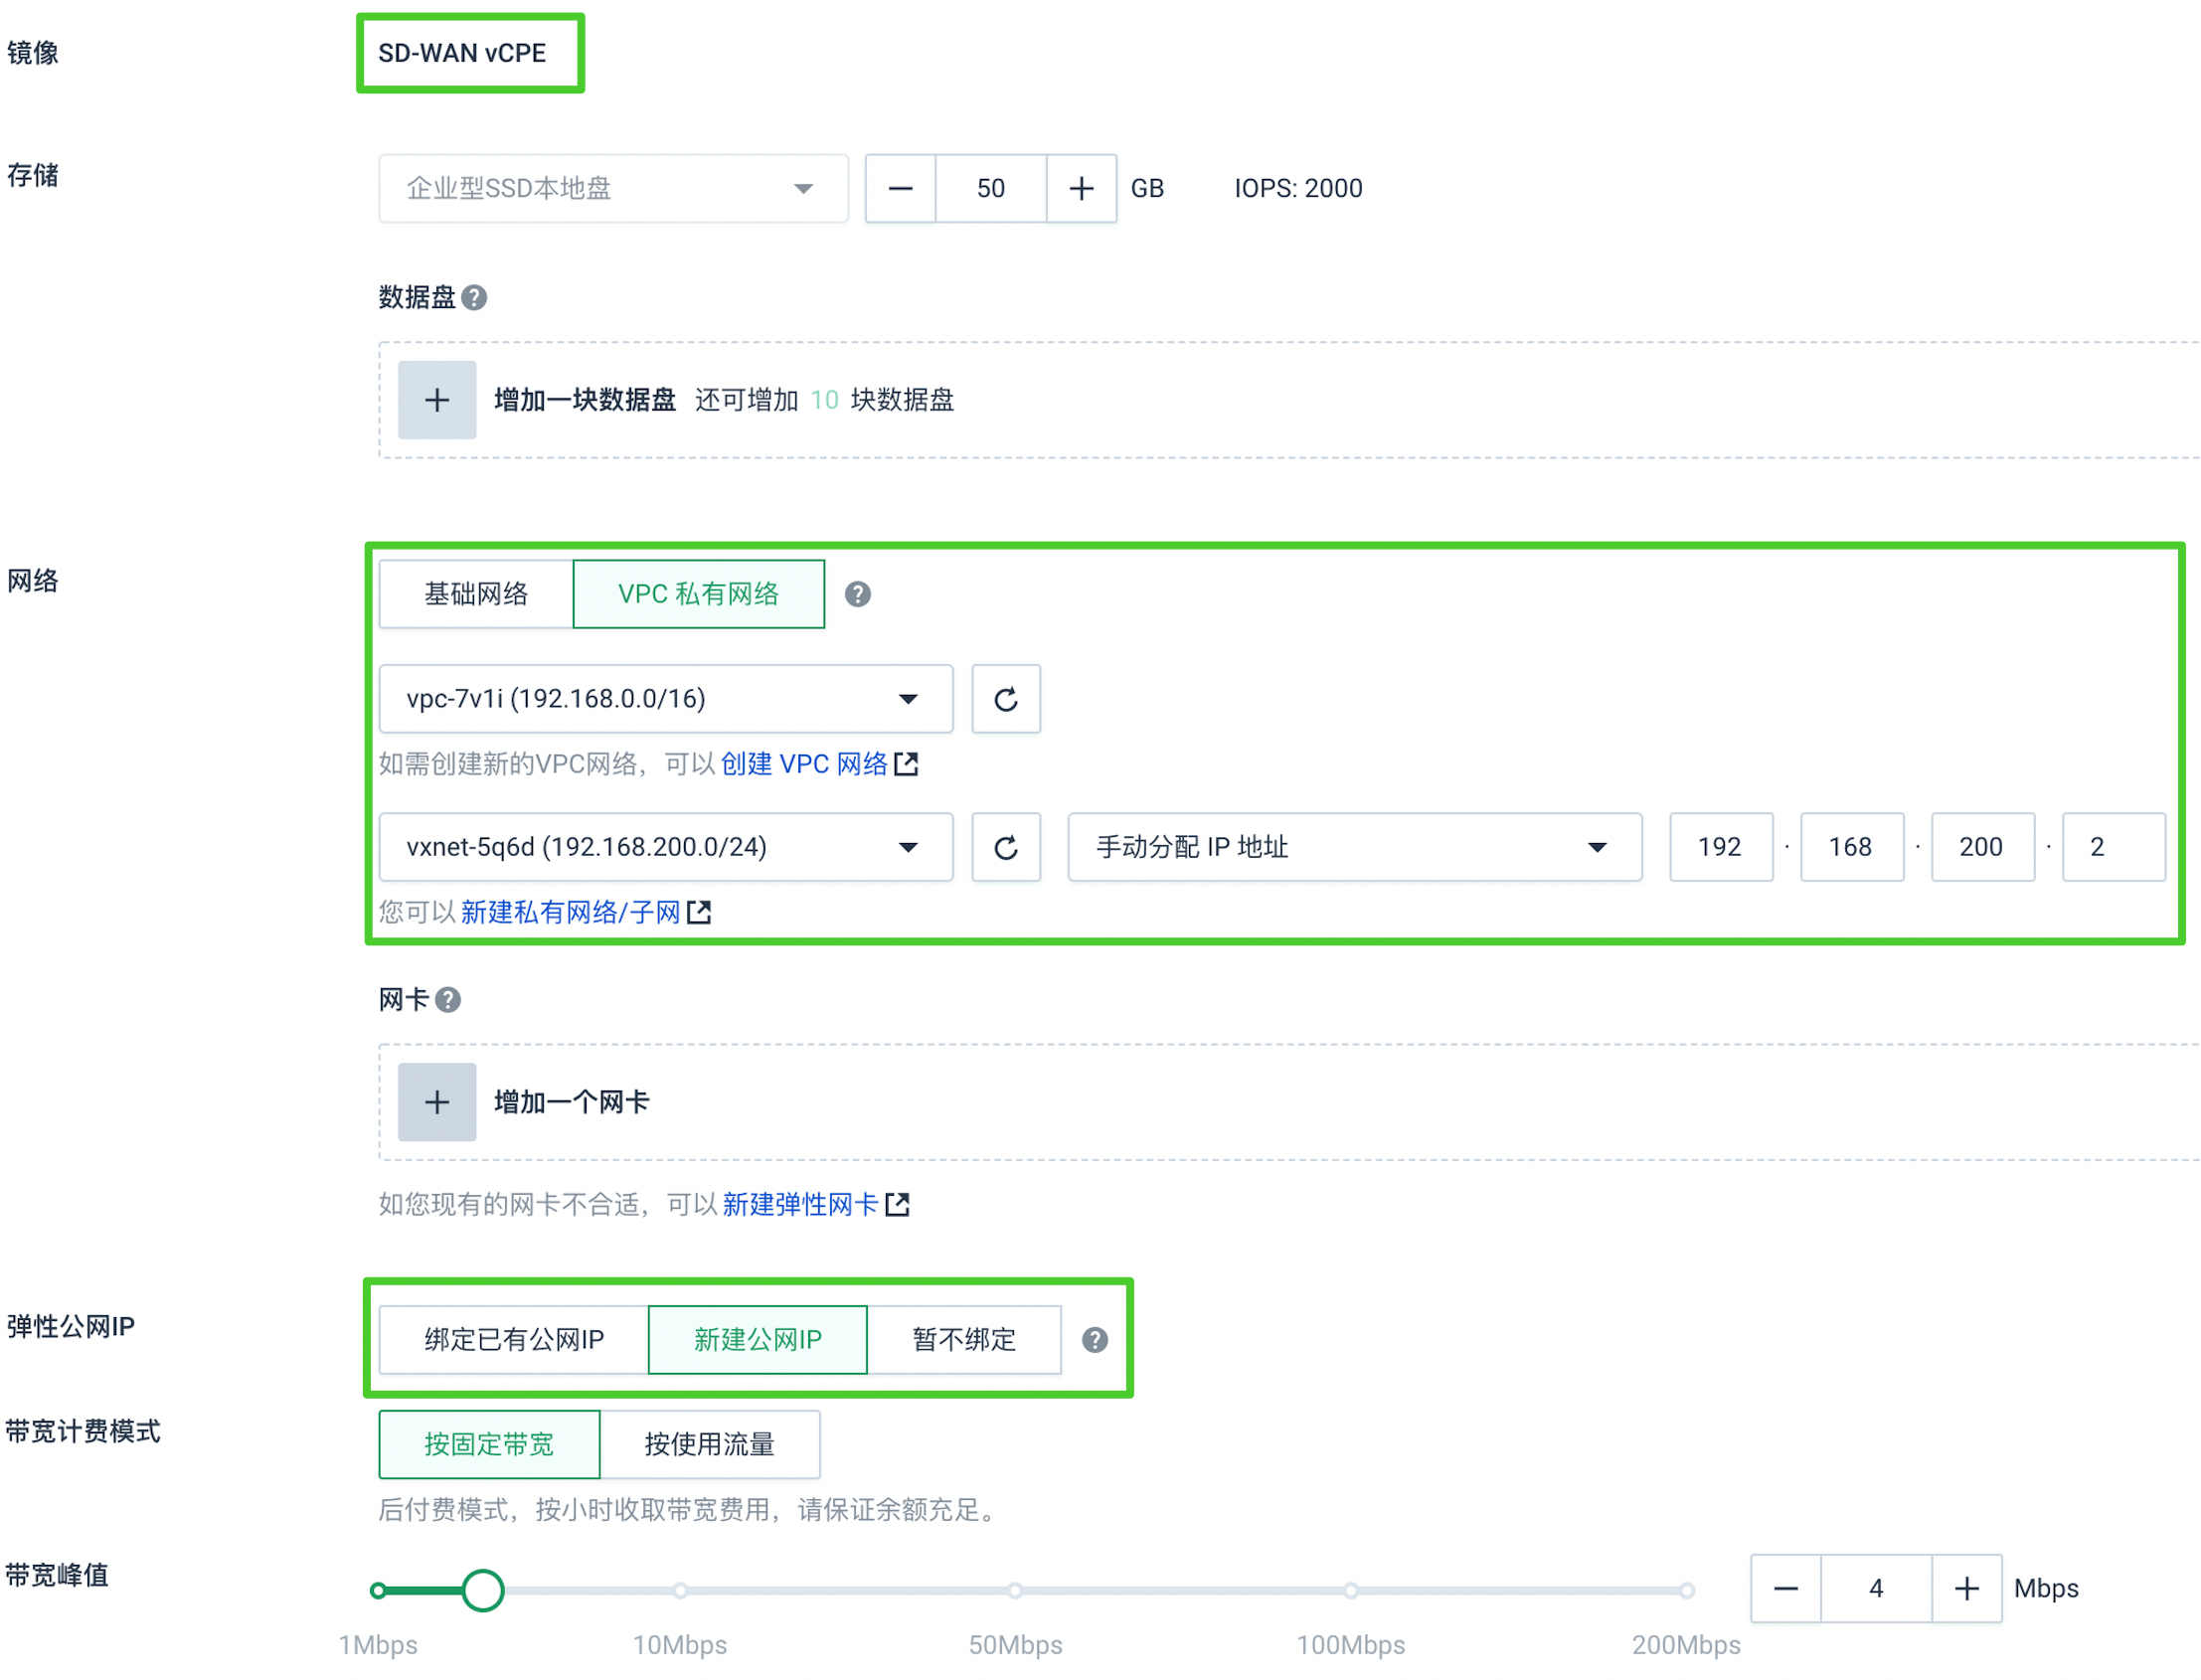 镜像
SD-WAN vCPE
存储
企业型SSD本地盘
50
GB
IOPS: 2000
数据盘
增加一块数据盘 还可增加 10 块数据盘
网络
基础网络
VPC 私有网络
vpc-7v1i (192.168.0.0/16)
如需创建新的VPC网络，可以 创建 VPC 网络
vxnet-5q6d (192.168.200.0/24)
手动分配 IP 地址
192 · 168 · 200 · 2
您可以 新建私有网络/子网
网卡
增加一个网卡
如您现有的网卡不合适，可以 新建弹性网卡
弹性公网IP
绑定已有公网IP
新建公网IP
暂不绑定
带宽计费模式
按固定带宽
按使用流量
后付费模式，按小时收取带宽费用，请保证余额充足。
带宽峰值
4
Mbps
1Mbps
10Mbps
50Mbps
100Mbps
200Mbps